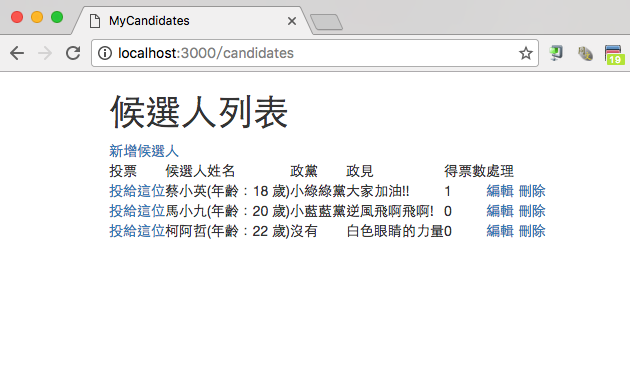 MyCandidates
localhost:3000/candidates
19
候選人列表
新增候選人
投票 候選人姓名 政黨 政見 得票數處理
投給這位蔡小英(年齡：18 歲)小綠綠黨大家加油!! 1 編輯 刪除
投給這位馬小九(年齡：20 歲)小藍藍黨逆風飛啊飛啊! 0 編輯 刪除
投給這位柯阿哲(年齡：22 歲)沒有 白色眼睛的力量0 編輯 刪除